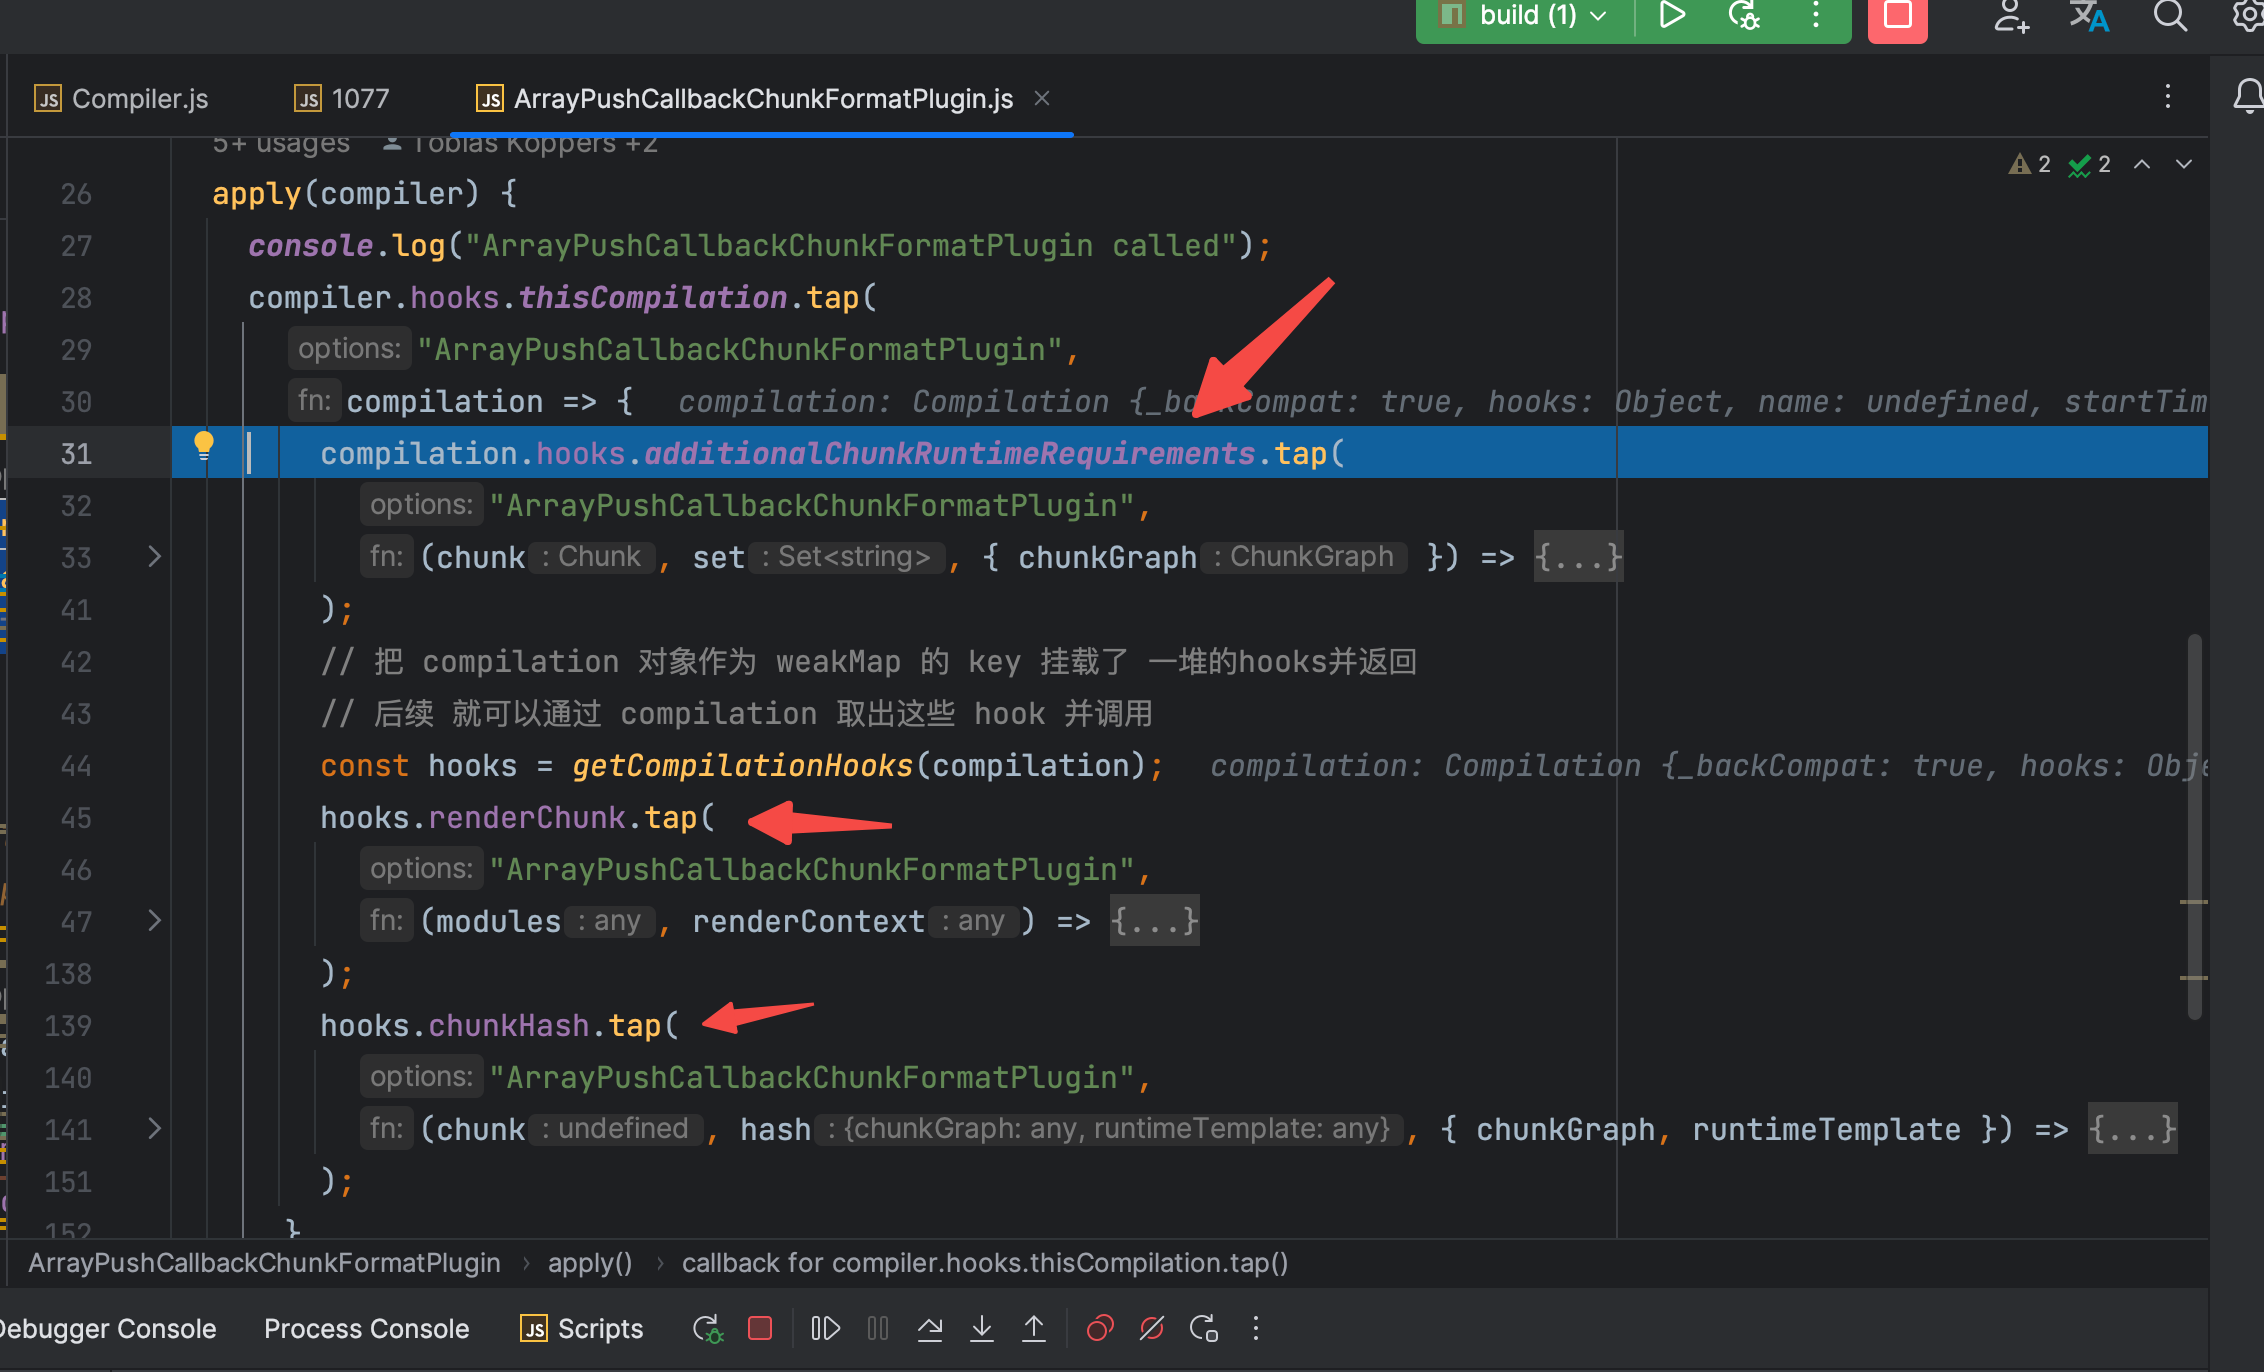 build (1)
Compiler.js
1077
ArrayPushCallbackChunkFormatPlugin.js
5+ usages Tobias Koppers +2
2 2
26 apply(compiler) {
27 console.log("ArrayPushCallbackChunkFormatPlugin called");
28 compiler.hooks.thisCompilation.tap(
29 options: "ArrayPushCallbackChunkFormatPlugin",
30 fn: compilation => { compilation: Compilation {_backCompat: true, hooks: Object, name: undefined, startTim
31 compilation.hooks.additionalChunkRuntimeRequirements.tap(
32 options: "ArrayPushCallbackChunkFormatPlugin",
33 fn: (chunk : Chunk , set : Set<string> , { chunkGraph : ChunkGraph }) => {...}
41 );
42 // 把 compilation 对象作为 weakMap 的 key 挂载了 一堆的hooks并返回
43 // 后续 就可以通过 compilation 取出这些 hook 并调用
44 const hooks = getCompilationHooks(compilation); compilation: Compilation {_backCompat: true, hooks: Obje
45 hooks.renderChunk.tap(
46 options: "ArrayPushCallbackChunkFormatPlugin",
47 fn: (modules : any , renderContext : any ) => {...}
138 );
139 hooks.chunkHash.tap(
140 options: "ArrayPushCallbackChunkFormatPlugin",
141 fn: (chunk : undefined , hash : {chunkGraph: any, runtimeTemplate: any} , { chunkGraph, runtimeTemplate }) => {...}
151 );
152 }
ArrayPushCallbackChunkFormatPlugin › apply() › callback for compiler.hooks.thisCompilation.tap()
Debugger Console Process Console JS Scripts